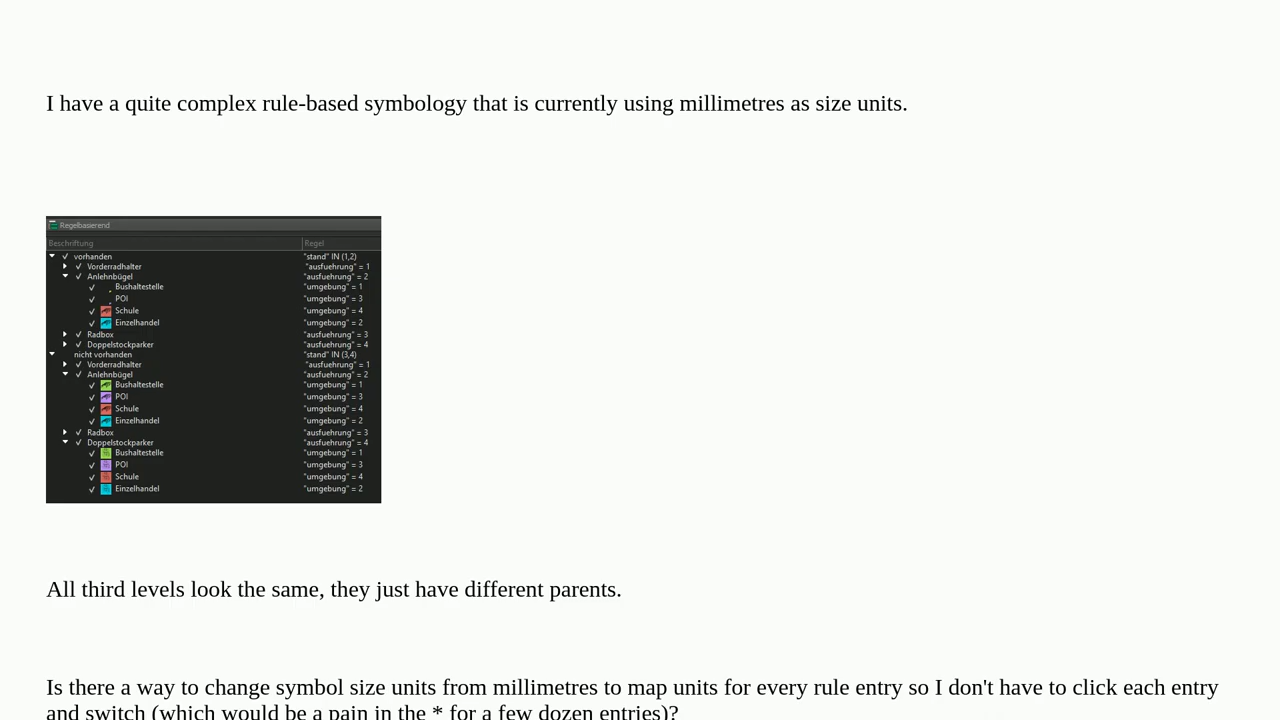 I have a quite complex rule-based symbology that is currently using millimetres as size units.
Regelbasierend
Beschriftung Regel
vorhanden "stand" IN (1,2)
Vorderradhalter "ausfuehrung" = 1
Anlehnbügel "ausfuehrung" = 2
Bushaltestelle "umgebung" = 1
POI "umgebung" = 3
Schule "umgebung" = 4
Einzelhandel "umgebung" = 2
Radbox "ausfuehrung" = 3
Doppelstockparker "ausfuehrung" = 4
nicht vorhanden "stand" IN (3,4)
Vorderradhalter "ausfuehrung" = 1
Anlehnbügel "ausfuehrung" = 2
Bushaltestelle "umgebung" = 1
POI "umgebung" = 3
Schule "umgebung" = 4
Einzelhandel "umgebung" = 2
Radbox "ausfuehrung" = 3
Doppelstockparker "ausfuehrung" = 4
Bushaltestelle "umgebung" = 1
POI "umgebung" = 3
Schule "umgebung" = 4
Einzelhandel "umgebung" = 2
All third levels look the same, they just have different parents.
Is there a way to change symbol size units from millimetres to map units for every rule entry so I don't have to click each entry
and switch (which would be a pain in the * for a few dozen entries)?